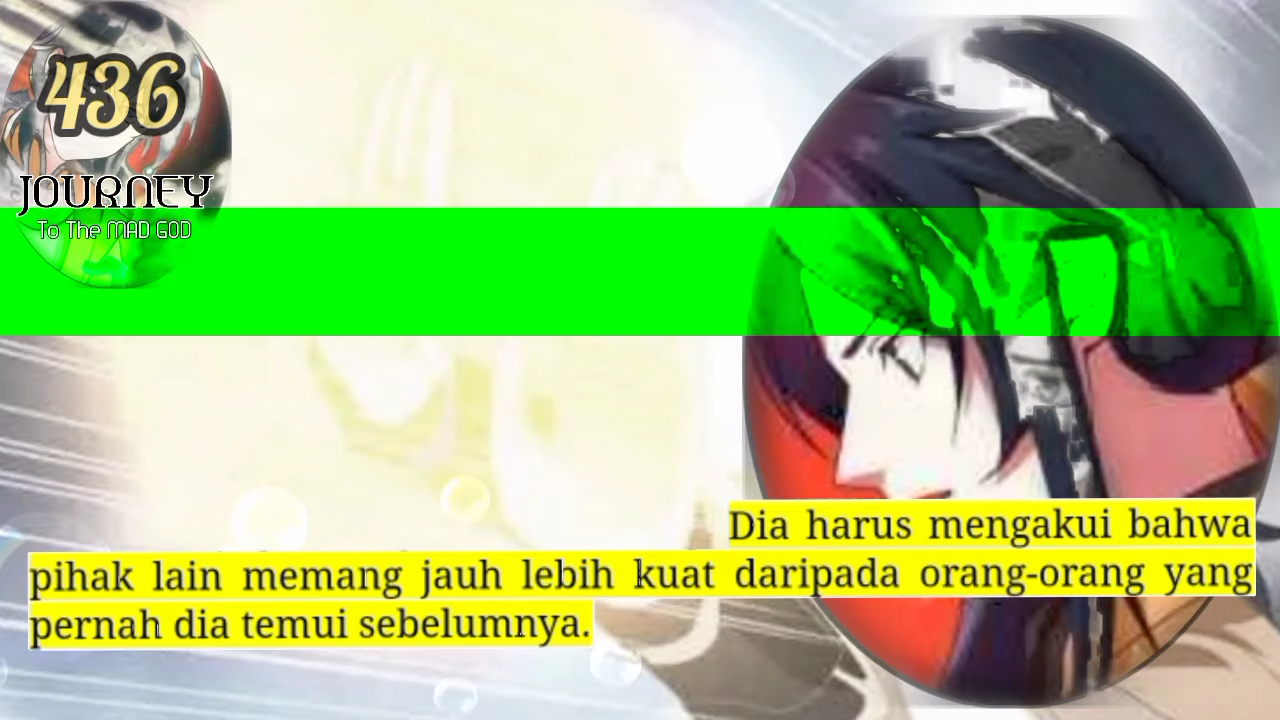 436
JOURNEY
To The MAD GOD
Dia harus mengakui bahwa
pihak lain memang jauh lebih kuat daripada orang-orang yang
pernah dia temui sebelumnya.